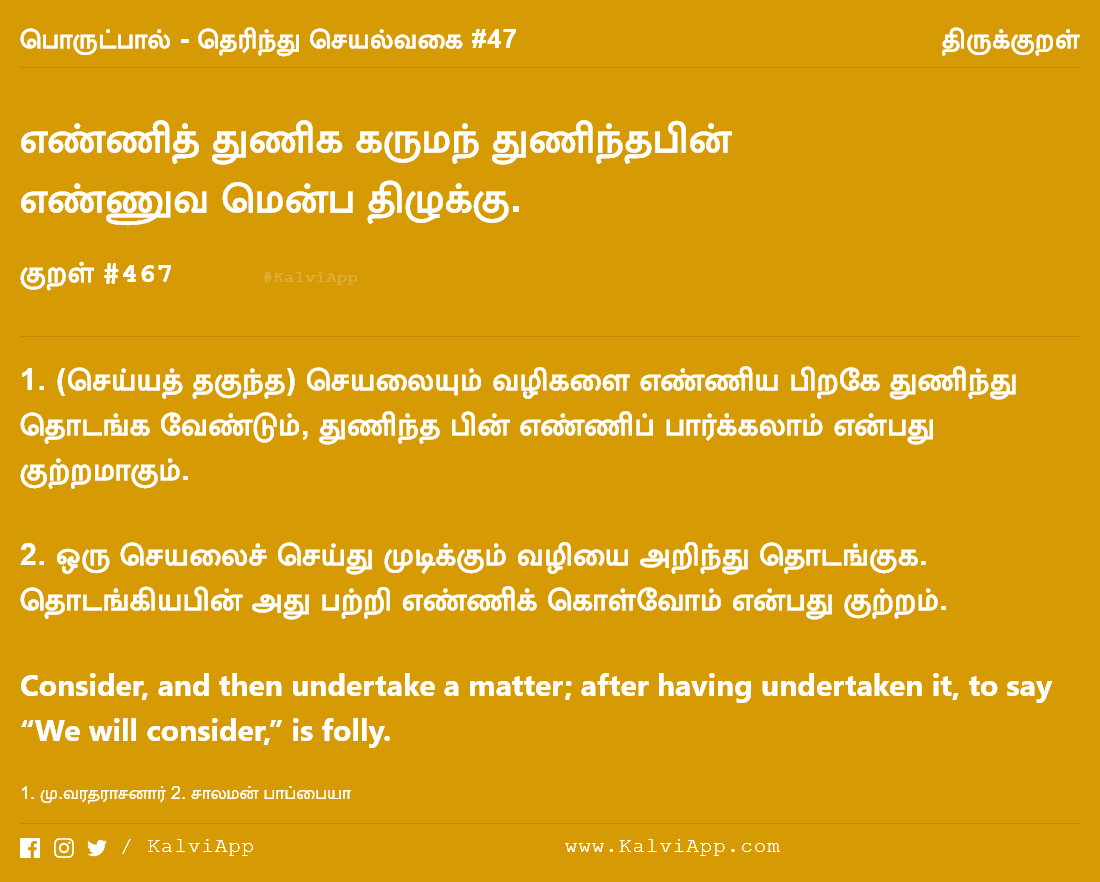 பொருட்பால் - தெரிந்து செயல்வகை #47 திருக்குறள்
எண்ணித் துணிக கருமந் துணிந்தபின்
எண்ணுவ மென்ப திழுக்கு.
குறள் #467 #KalviApp
1. (செய்யத் தகுந்த) செயலையும் வழிகளை எண்ணிய பிறகே துணிந்து
தொடங்க வேண்டும், துணிந்த பின் எண்ணிப் பார்க்கலாம் என்பது
குற்றமாகும்.
2. ஒரு செயலைச் செய்து முடிக்கும் வழியை அறிந்து தொடங்குக.
தொடங்கியபின் அது பற்றி எண்ணிக் கொள்வோம் என்பது குற்றம்.
Consider, and then undertake a matter; after having undertaken it, to say
“We will consider,” is folly.
1. மு.வரதராசனார் 2. சாலமன் பாப்பையா
/ KalviApp www.KalviApp.com